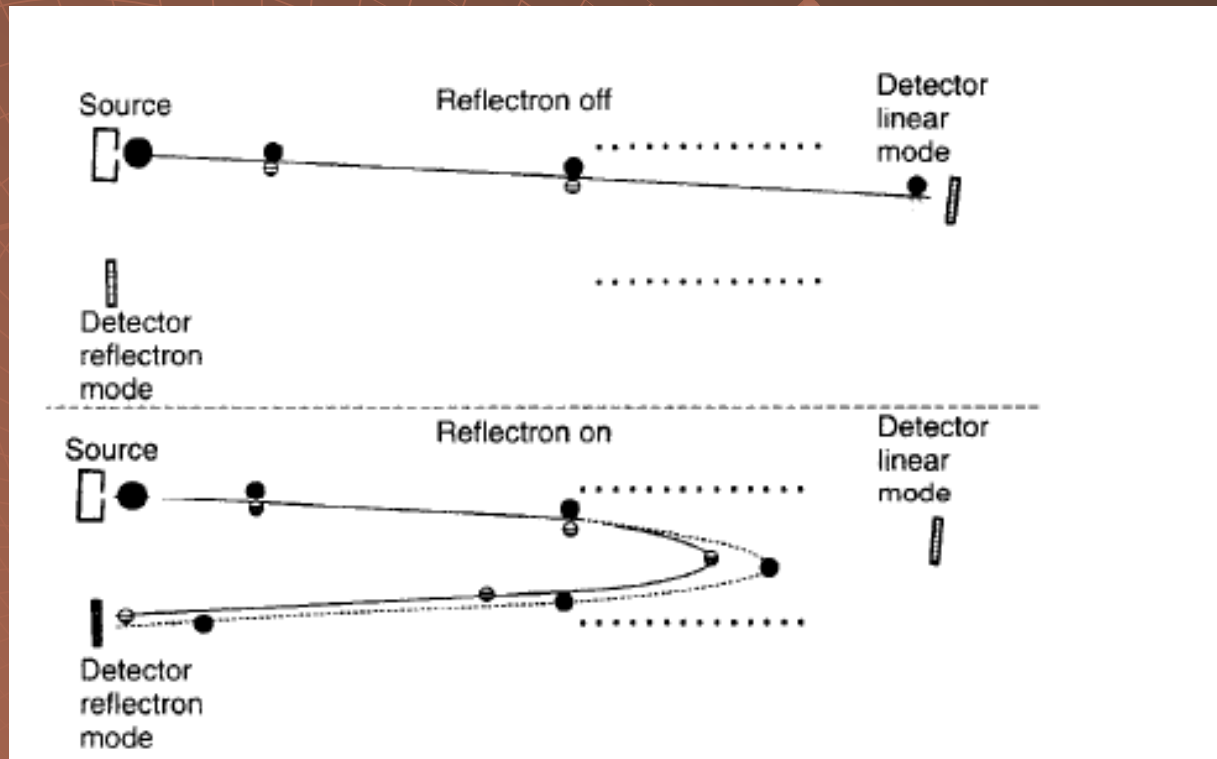 Source
Reflectron off
Detector
linear
mode
Detector
reflectron
mode
Source
Reflectron on
Detector
linear
mode
Detector
reflectron
mode